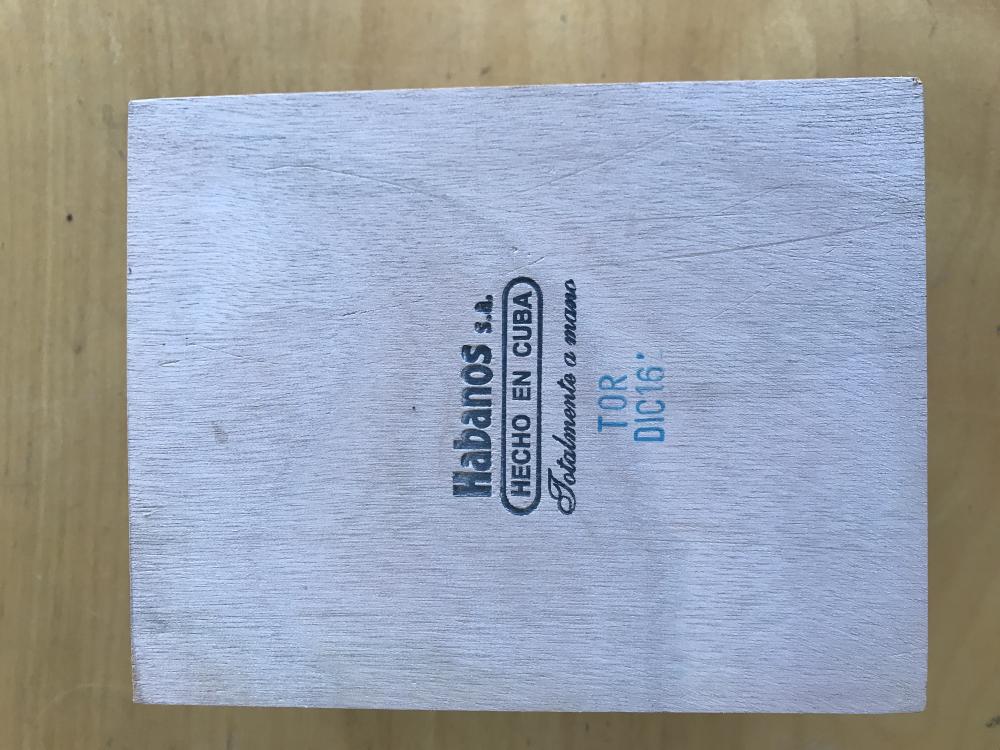 Habanos s.a.
HECHO EN CUBA
Totalmente a mano
TOR
DIC16